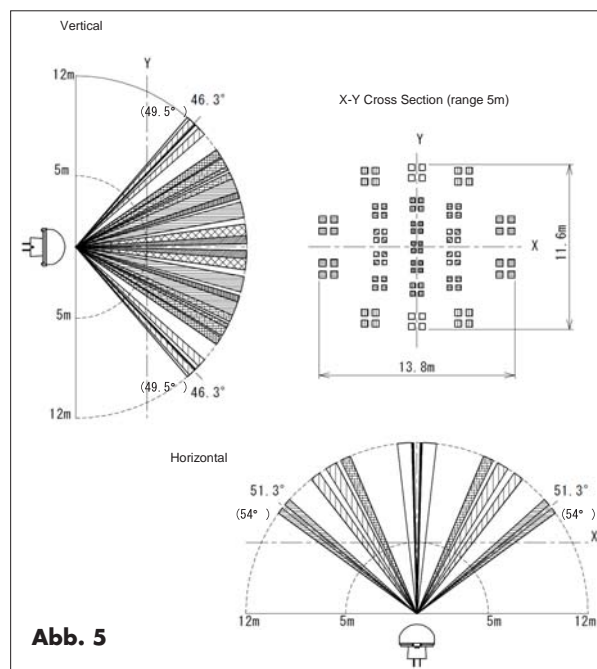 Vertical
Y
12m
(49.5°)
46.3°
5m
5m
(49.5°)
46.3°
12m
X-Y Cross Section (range 5m)
Y
X
11.6m
13.8m
Horizontal
51.3°
(54°)
51.3°
(54°)
X
12m
5m
5m
12m
Abb. 5